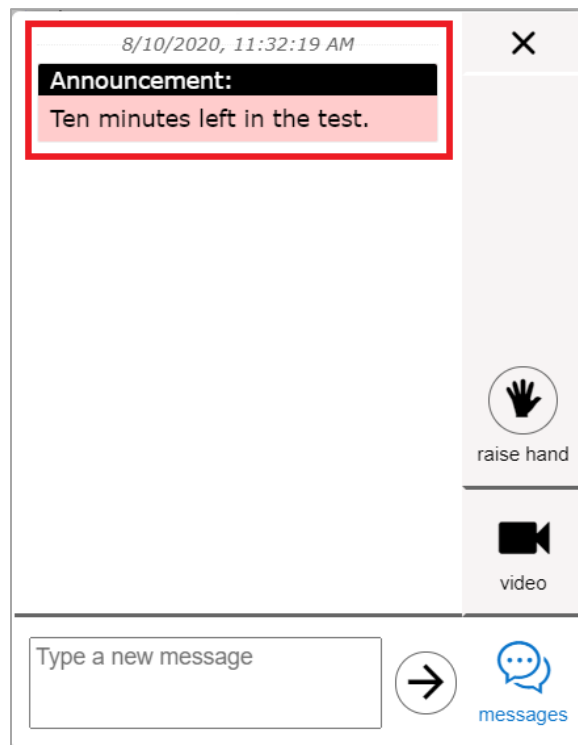 8/10/2020, 11:32:19 AM
Announcement:
Ten minutes left in the test.
raise hand
video
Type a new message
messages